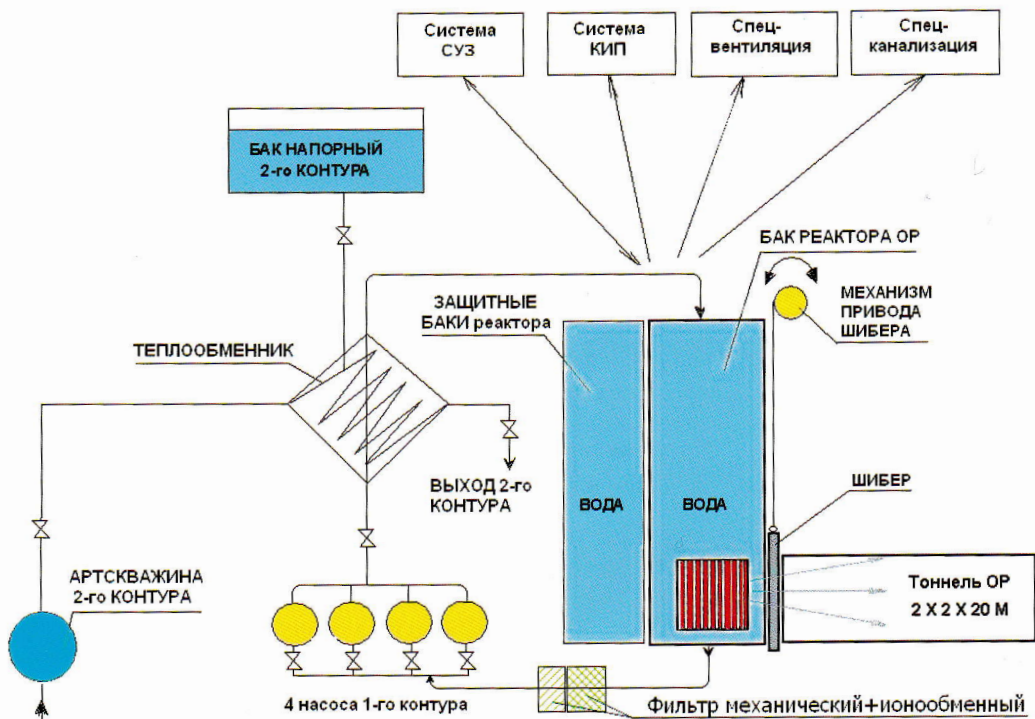 Система
СУЗ
Система
КИП
Спец-
вентиляция
Спец-
канализация
БАК НАПОРНЫЙ
2-го КОНТУРА
БАК РЕАКТОРА ОР
МЕХАНИЗМ
ПРИВОДА
ШИБЕРА
ЗАЩИТНЫЕ
БАКИ реактора
ТЕПЛООБМЕННИК
ВЫХОД 2-го
КОНТУРА
ВОДА
ВОДА
ШИБЕР
АРТСКВАЖИНА
2-го КОНТУРА
Тоннель ОР
2 X 2 X 20 М
4 насоса 1-го контура
Фильтр механический+ионообменный